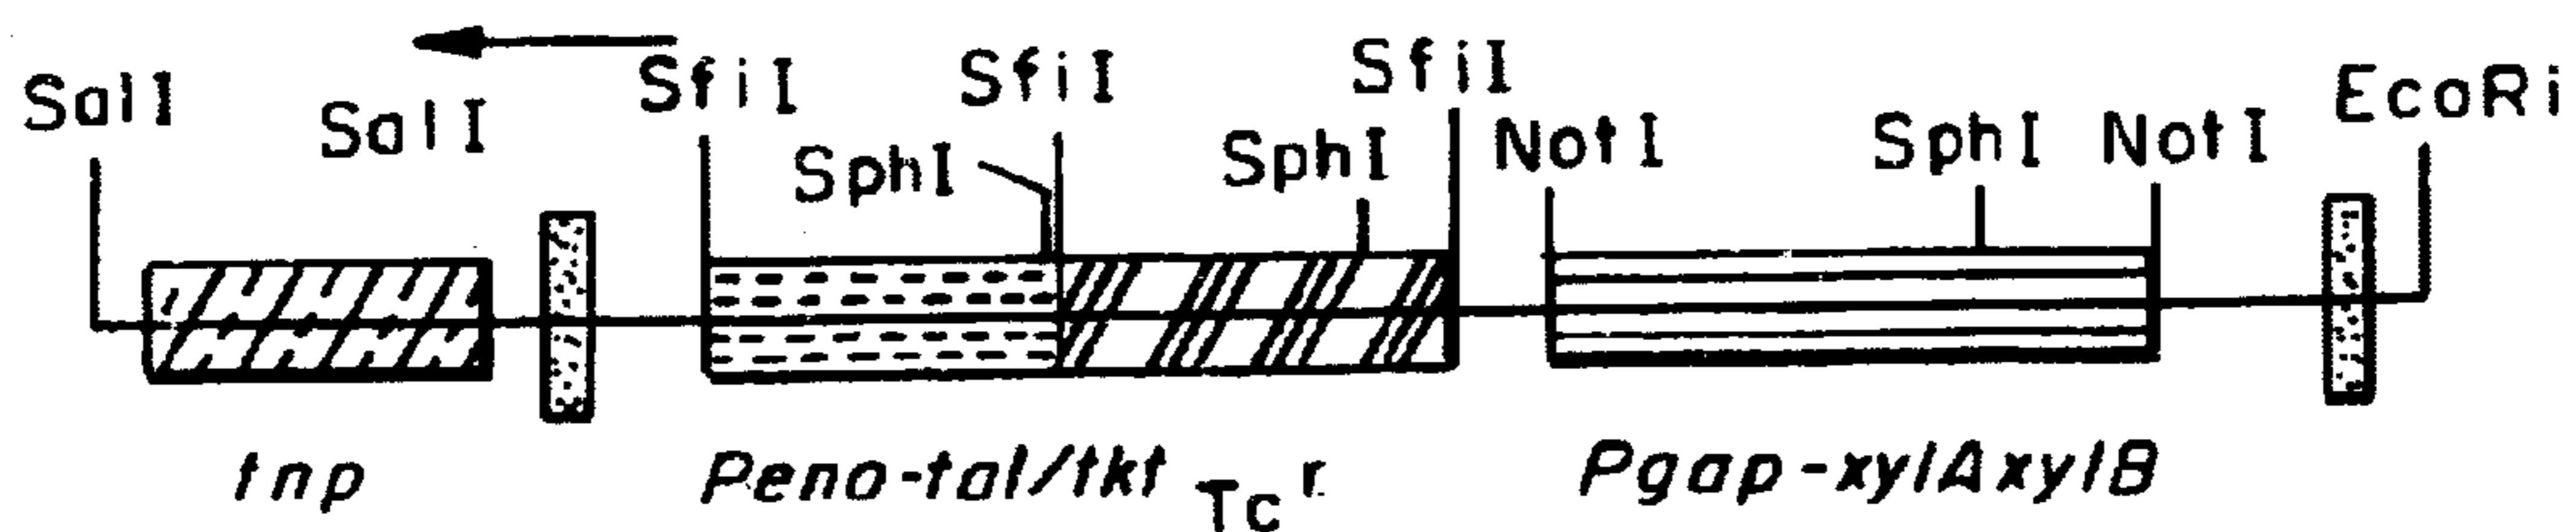 SalI SalI SfiI SfiI SfiI EcoRi
SphI SphI NotI SphI NotI
tnp Peno-tal/tkt Tc r Pgap-xylAxylB